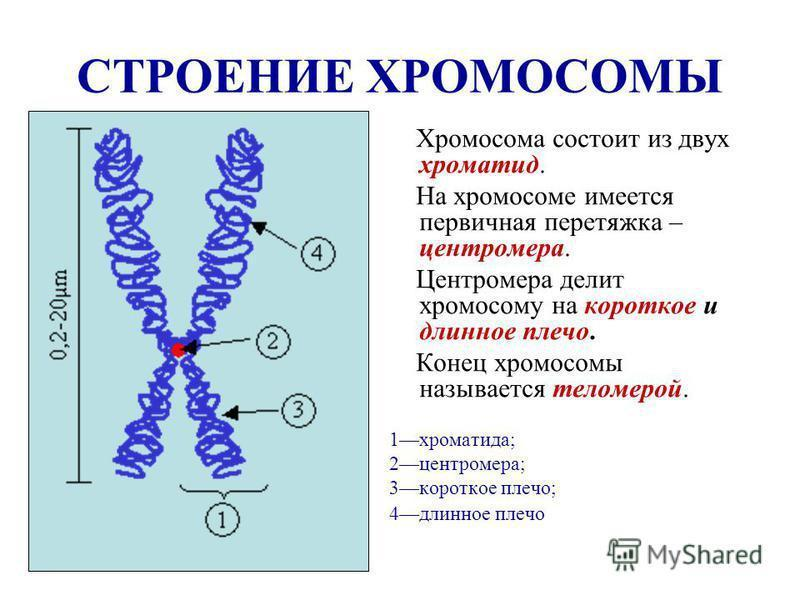 СТРОЕНИЕ ХРОМОСОМЫ
0,2-20µm
4
2
3
1
Хромосома состоит из двух
хроматид.
На хромосоме имеется
первичная перетяжка –
центромера.
Центромера делит
хромосому на короткое и
длинное плечо.
Конец хромосомы
называется теломерой.
1—хроматида;
2—центромера;
3—короткое плечо;
4—длинное плечо
MyShared